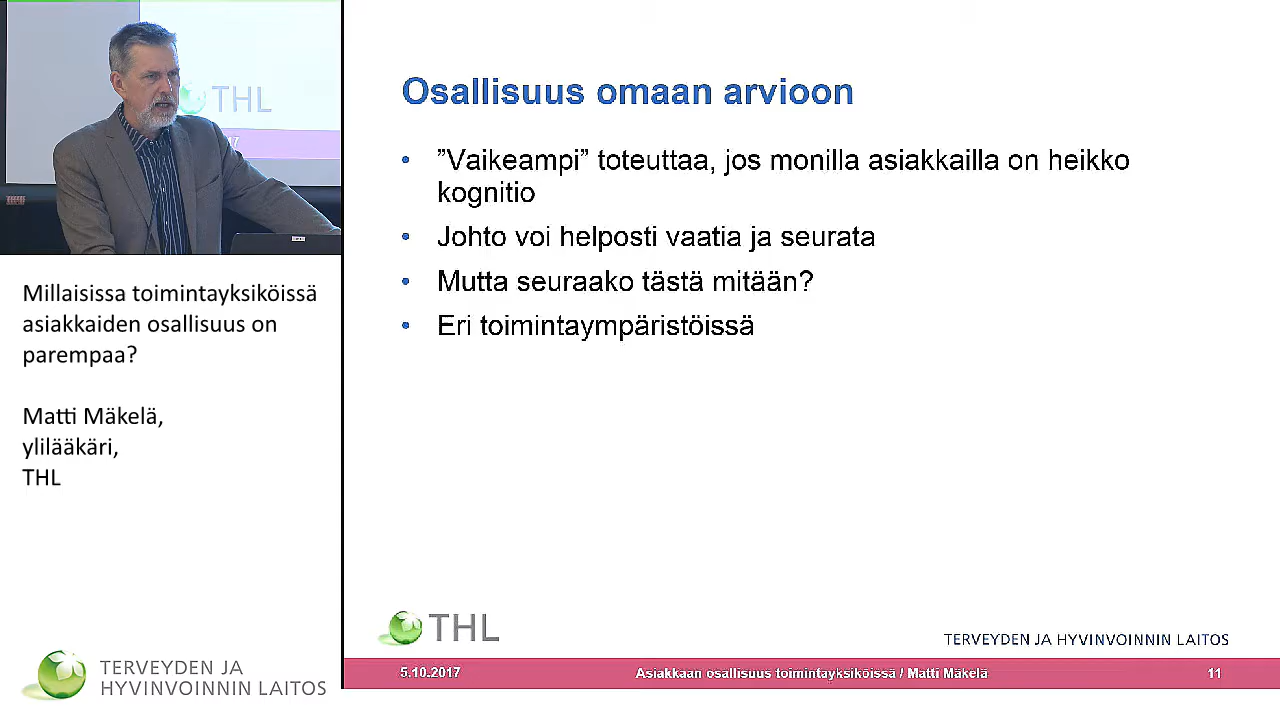 THL
Millaisissa toimintayksiköissä
asiakkaiden osallisuus on
parempaa?
Matti Mäkelä,
ylilääkäri,
THL
TERVEYDEN JA
HYVINVOINNIN LAITOS
Osallisuus omaan arvioon
• ”Vaikeampi” toteuttaa, jos monilla asiakkailla on heikko
kognitio
• Johto voi helposti vaatia ja seurata
• Mutta seuraako tästä mitään?
• Eri toimintaympäristöissä
THL
TERVEYDEN JA HYVINVOINNIN LAITOS
5.10.2017 Asiakkaan osallisuus toimintayksiköissä / Matti Mäkelä 11